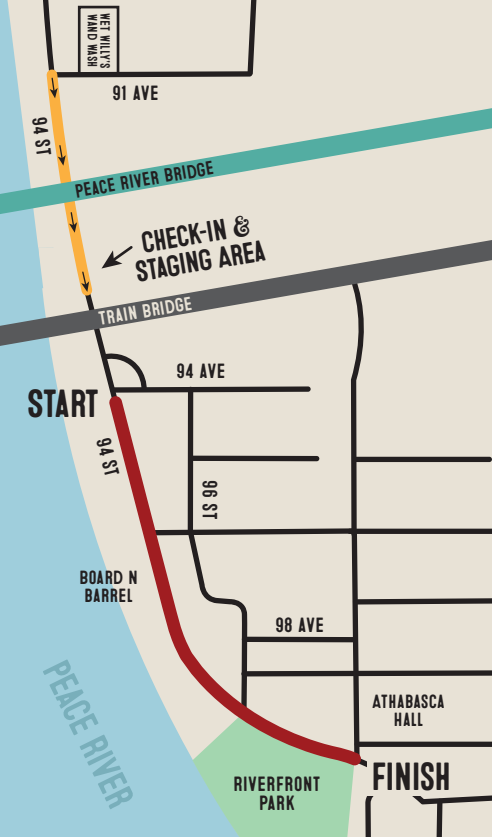 WET WILLY'S
WAND WASH
91 AVE
94 ST
PEACE RIVER BRIDGE
CHECK-IN &
STAGING AREA
TRAIN BRIDGE
94 AVE
START
94 ST
96 ST
BOARD N
BARREL
98 AVE
PEACE RIVER
ATHABASCA
HALL
FINISH
RIVERFRONT
PARK